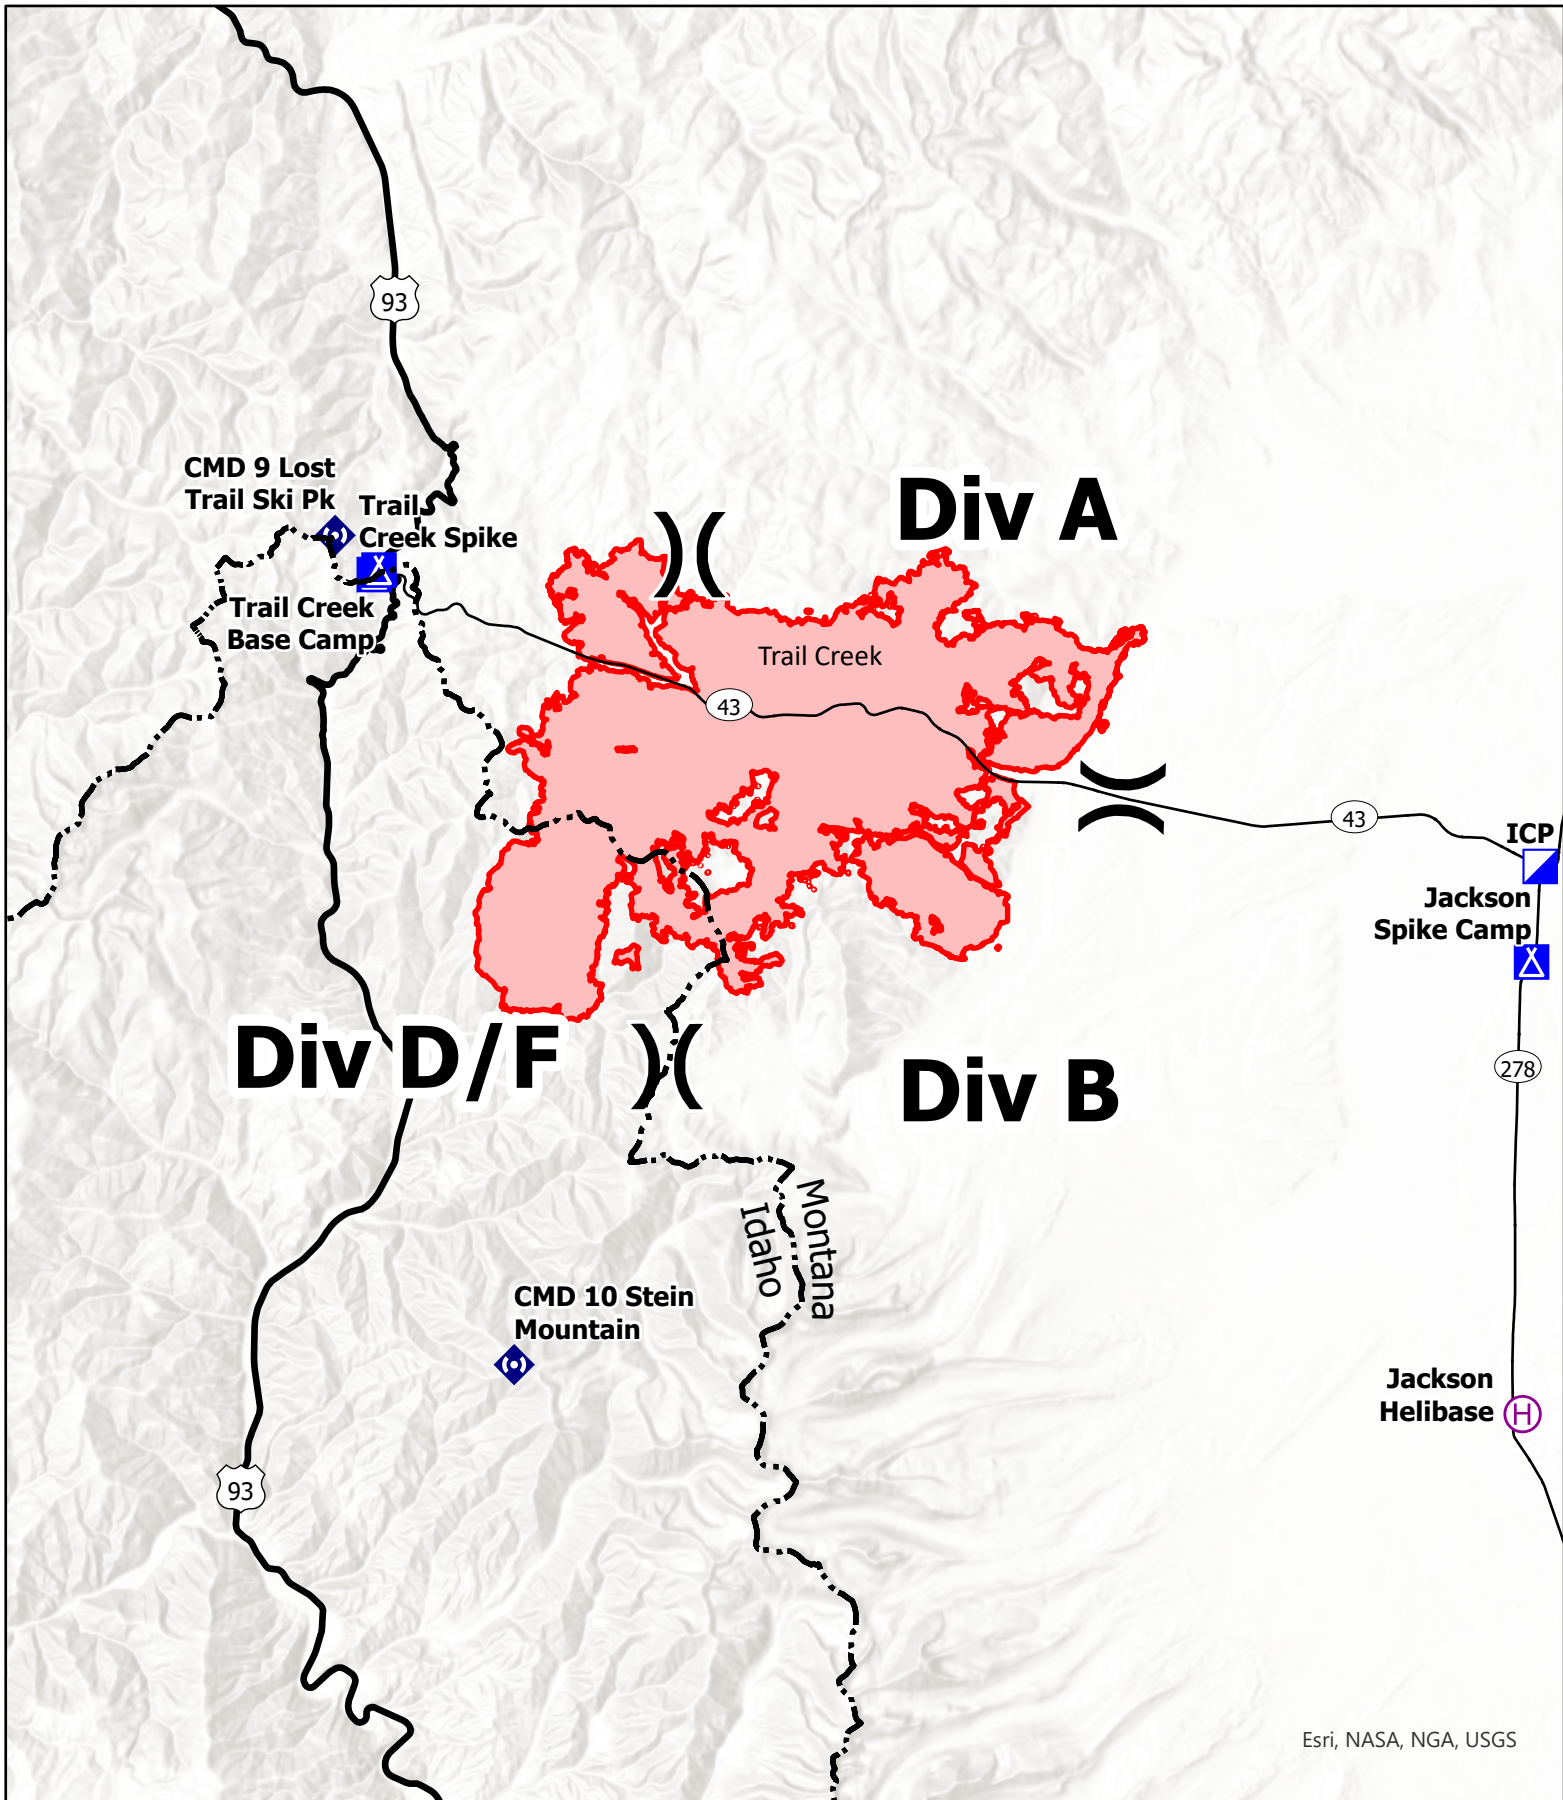 93
CMD 9 Lost
Trail Ski Pk
Trail
Creek Spike
Div A
Trail Creek
Base Camp
Trail Creek
43
43
ICP
Jackson
Spike Camp
Div D/F
Div B
278
Montana
Idaho
CMD 10 Stein
Mountain
Jackson
Helibase
H
93
Esri, NASA, NGA, USGS